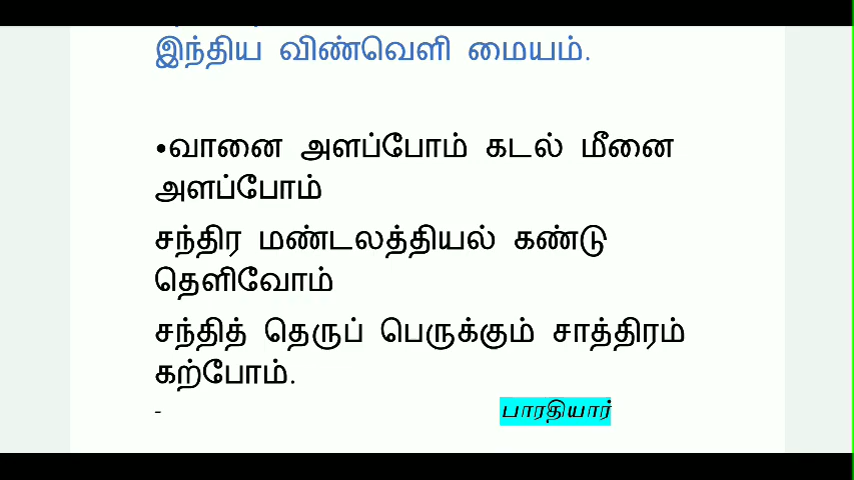 இந்திய விண்வெளி மையம்.
•வானை அளப்போம் கடல் மீனை
அளப்போம்
சந்திர மண்டலத்தியல் கண்டு
தெளிவோம்
சந்தித் தெருப் பெருக்கும் சாத்திரம்
கற்போம்.
- பாரதியார்